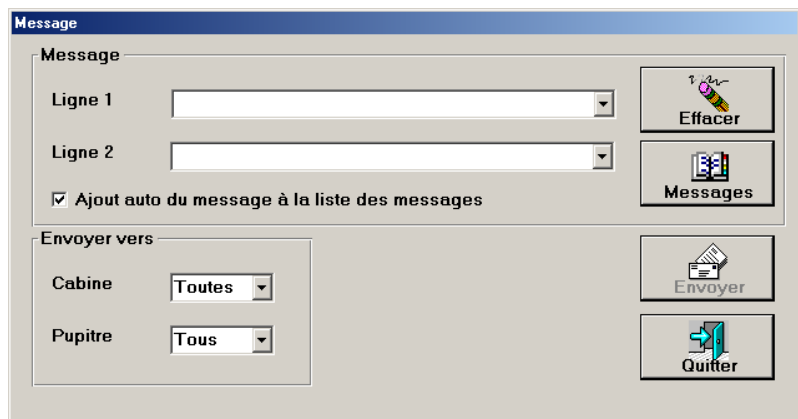 Message
Message
Ligne 1
Effacer
Ligne 2
Messages
Ajout auto du message à la liste des messages
Envoyer vers
Cabine
Toutes
Envoyer
Pupitre
Tous
Quitter